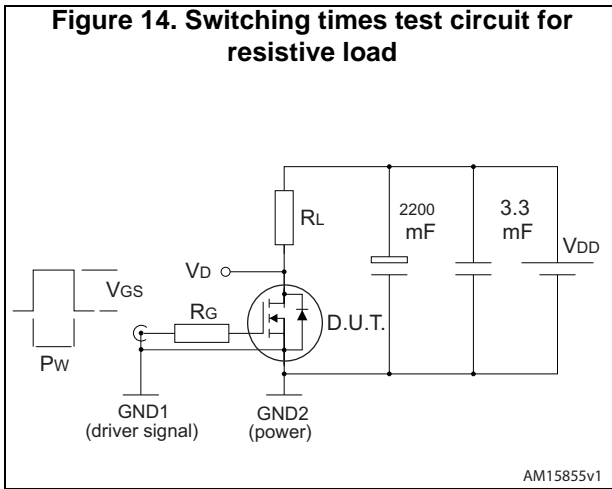 Figure 14. Switching times test circuit for
resistive load
RL
2200
mF
3.3
mF
VDD
VD
VGS
RG
D.U.T.
PW
GND1
(driver signal)
GND2
(power)
AM15855v1